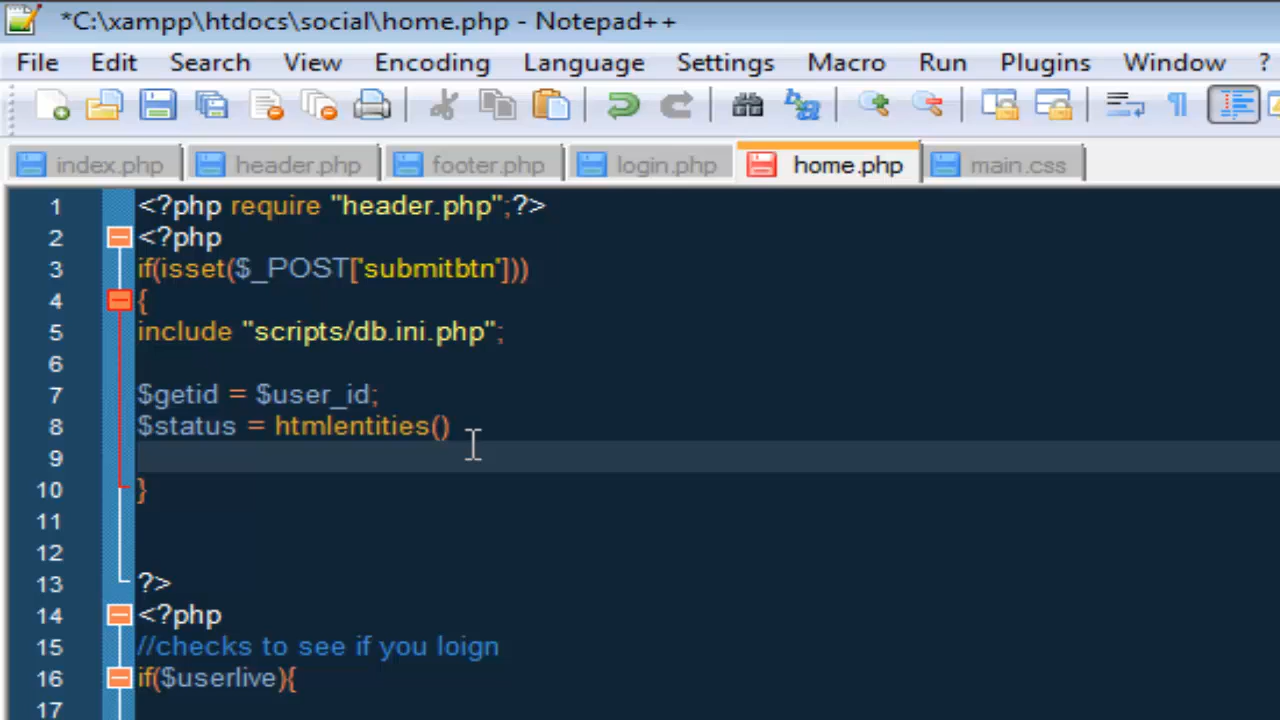 *C:\xampp\htdocs\social\home.php - Notepad++
File Edit Search View Encoding Language Settings Macro Run Plugins Window ?
index.php header.php footer.php login.php home.php main.css
1 <?php require "header.php";?>
2 <?php
3 if(isset($_POST['submitbtn']))
4 {
5 include "scripts/db.ini.php";
6
7 $getid = $user_id;
8 $status = htmlentities()
9
10 }
11
12
13 ?>
14 <?php
15 //checks to see if you loign
16 if($userlive){
17